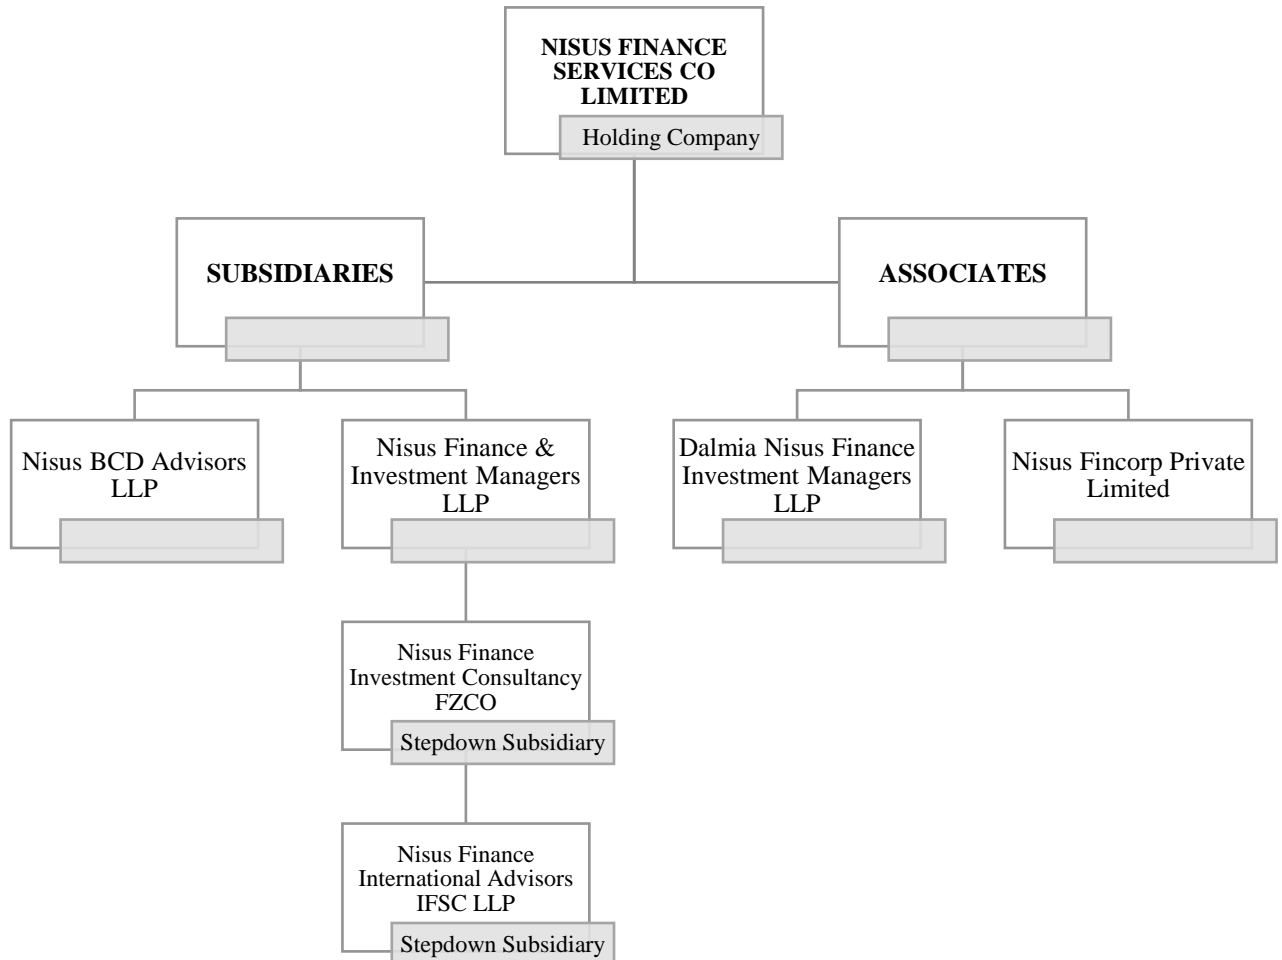 NISUS FINANCE
SERVICES CO
LIMITED
Holding Company
SUBSIDIARIES
ASSOCIATES
Nisus BCD Advisors
LLP
Nisus Finance &
Investment Managers
LLP
Dalmia Nisus Finance
Investment Managers
LLP
Nisus Fincorp Private
Limited
Nisus Finance
Investment Consultancy
FZCO
Stepdown Subsidiary
Nisus Finance
International Advisors
IFSC LLP
Stepdown Subsidiary